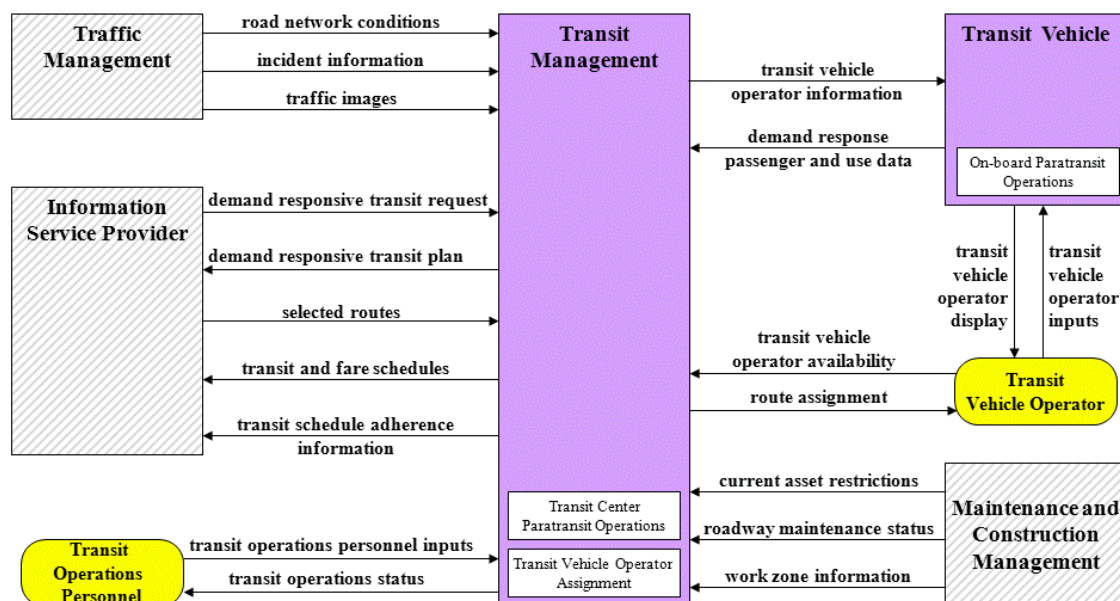 Traffic
Management
road network conditions
incident information
traffic images
Transit
Management
Transit Vehicle
transit vehicle
operator information
demand response
passenger and use data
On-board Paratransit
Operations
Information
Service Provider
demand responsive transit request
demand responsive transit plan
selected routes
transit and fare schedules
transit schedule adherence
information
transit
vehicle
operator
display
transit
vehicle
operator
inputs
transit vehicle
operator availability
route assignment
Transit
Vehicle Operator
current asset restrictions
roadway maintenance status
work zone information
Maintenance and
Construction
Management
Transit Center
Paratransit Operations
Transit Vehicle Operator
Assignment
Transit
Operations
Personnel
transit operations personnel inputs
transit operations status